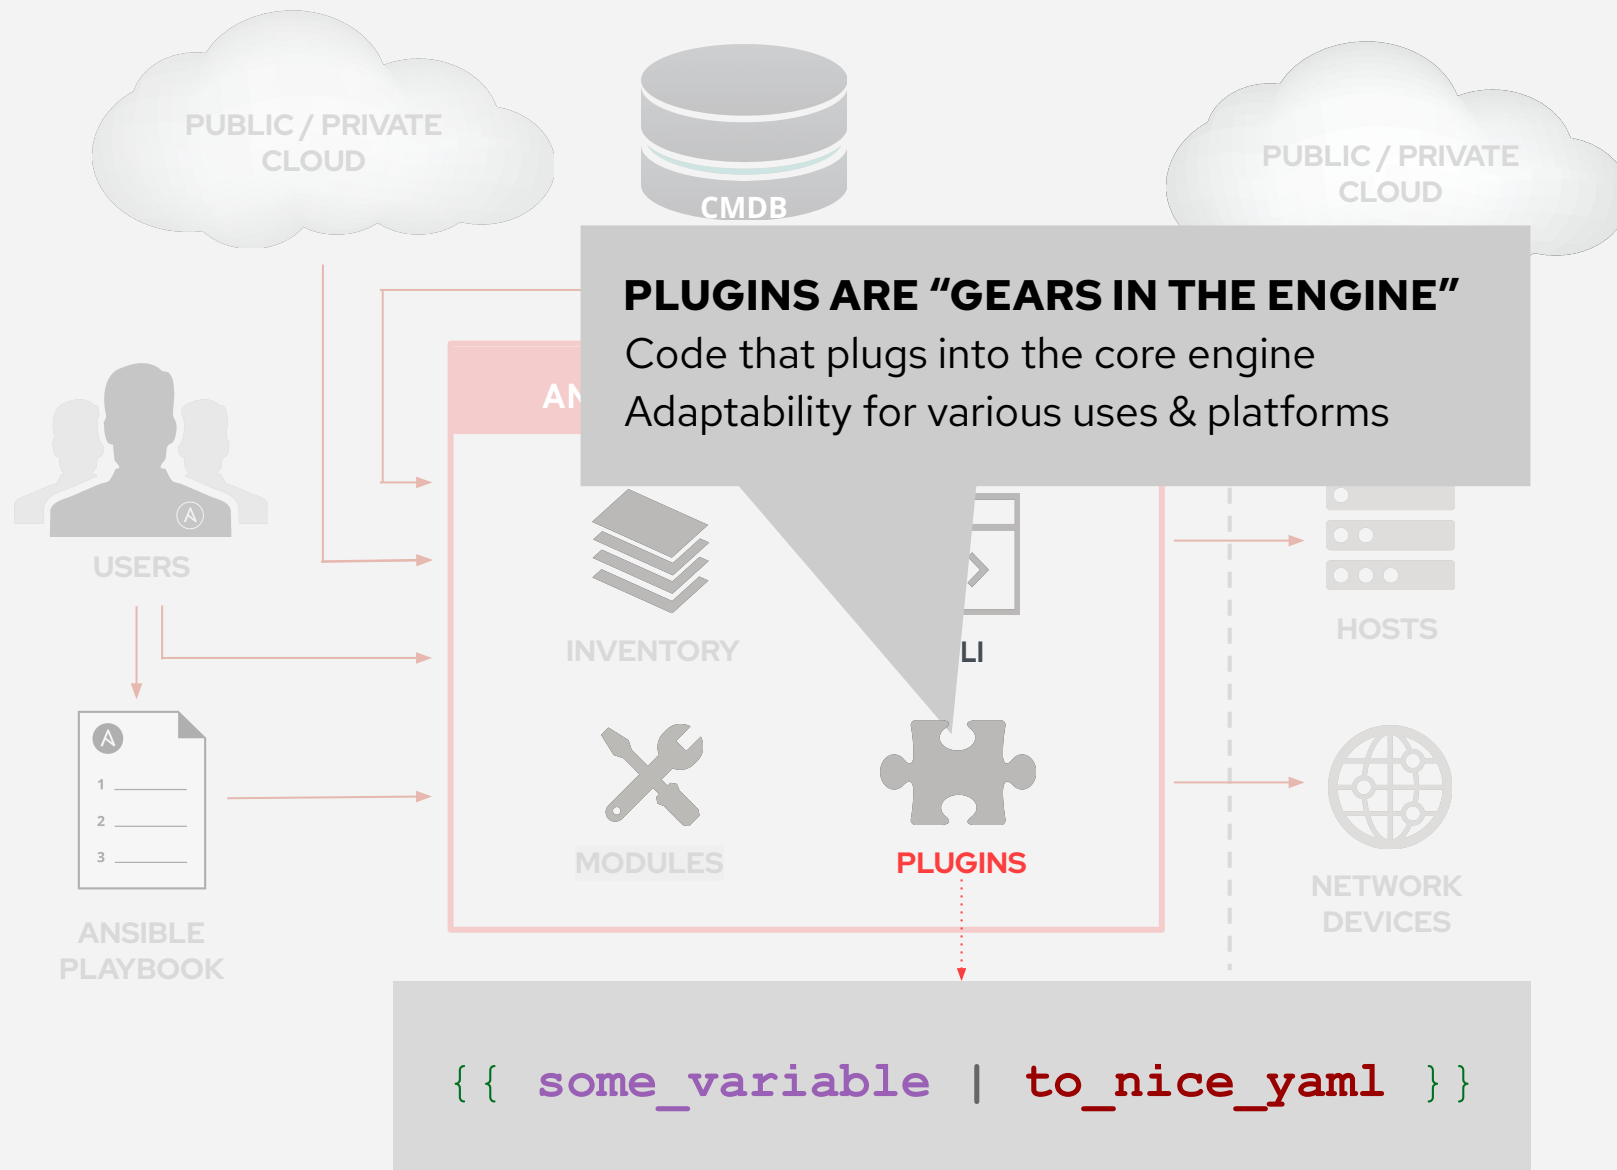 PUBLIC / PRIVATE
CLOUD
CMDB
PUBLIC / PRIVATE
CLOUD
PLUGINS ARE “GEARS IN THE ENGINE”
Code that plugs into the core engine
Adaptability for various uses & platforms
AN
USERS
INVENTORY
LI
HOSTS
1
2
3
MODULES
PLUGINS
NETWORK
DEVICES
ANSIBLE
PLAYBOOK
{{ some_variable | to_nice_yaml }}